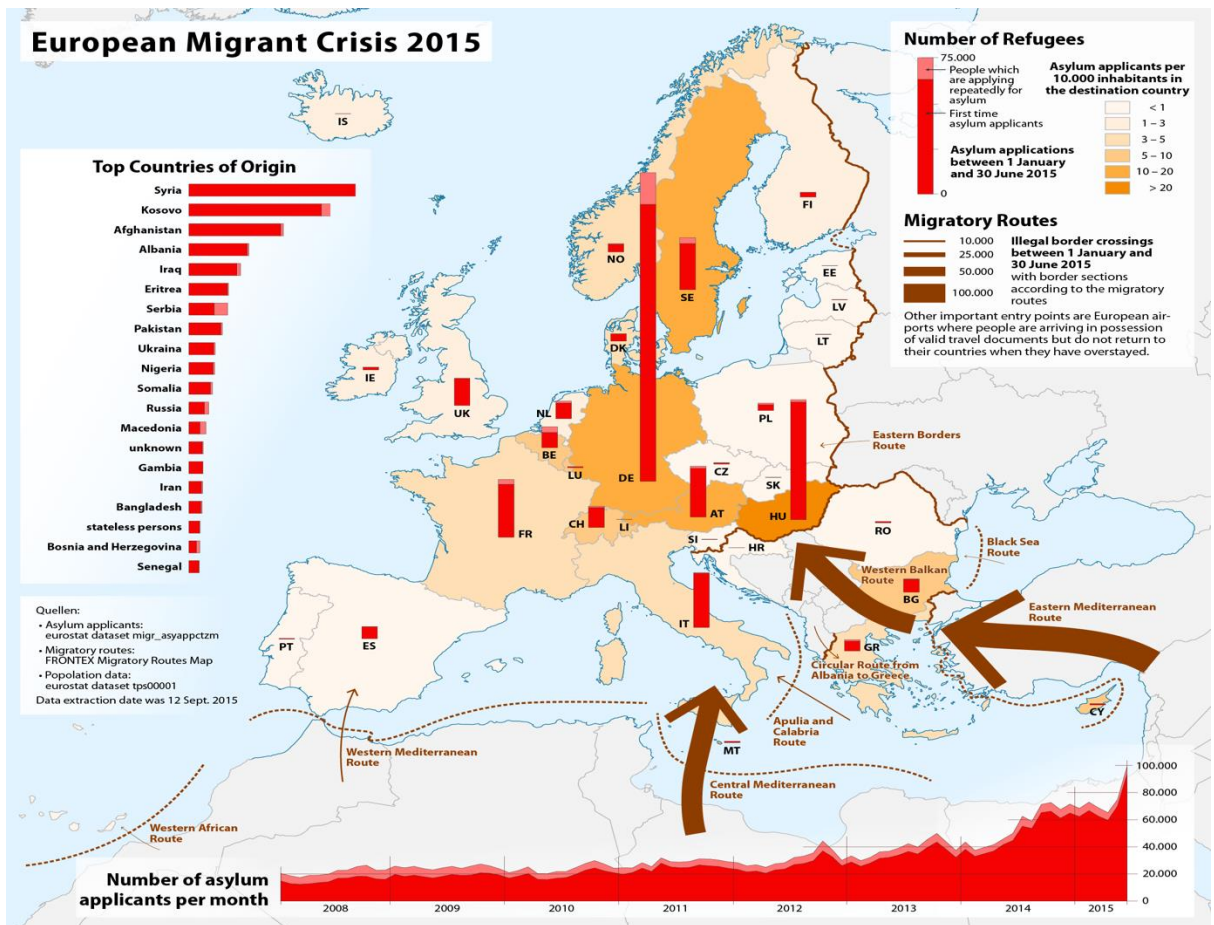 European Migrant Crisis 2015
Number of Refugees
75.000
People which
are applying
repeatedly for
asylum
First time
asylum applicants
Asylum applications
between 1 January
and 30 June 2015
0
Asylum applicants per
10.000 inhabitants in
the destination country
< 1
1 – 3
3 – 5
5 – 10
10 – 20
> 20
Migratory Routes
10.000
25.000
50.000
100.000
Illegal border crossings
between 1 January and
30 June 2015
with border sections
according to the migratory
routes
Other important entry points are European air-
ports where people are arriving in possession
of valid travel documents but do not return to
their countries when they have overstayed.
Top Countries of Origin
Syria
Kosovo
Afghanistan
Albania
Iraq
Eritrea
Serbia
Pakistan
Ukraina
Nigeria
Somalia
Russia
Macedonia
unknown
Gambia
Iran
Bangladesh
stateless persons
Bosnia and Herzegovina
Senegal
Quellen:
• Asylum applicants:
eurostat dataset migr_asyappctzm
• Migratory routes:
FRONTEX Migratory Routes Map
• Popolation data:
eurostat dataset tps00001
Data extraction date was 12 Sept. 2015
IS
FI
NO
SE
EE
LV
LT
DK
IE
UK
NL
BE
LU
DE
PL
CZ
SK
HU
AT
LI
CH
FR
SI
HR
RO
BG
IT
PT
ES
GR
MT
CY
Eastern Borders
Route
Black Sea
Route
Western Balkan
Route
Eastern Mediterranean
Route
Circular Route from
Albania to Greece
Apulia and
Calabria
Route
Central Mediterranean
Route
Western Mediterranean
Route
Western African
Route
Number of asylum
applicants per month
100.000
80.000
60.000
40.000
20.000
0
2008
2009
2010
2011
2012
2013
2014
2015